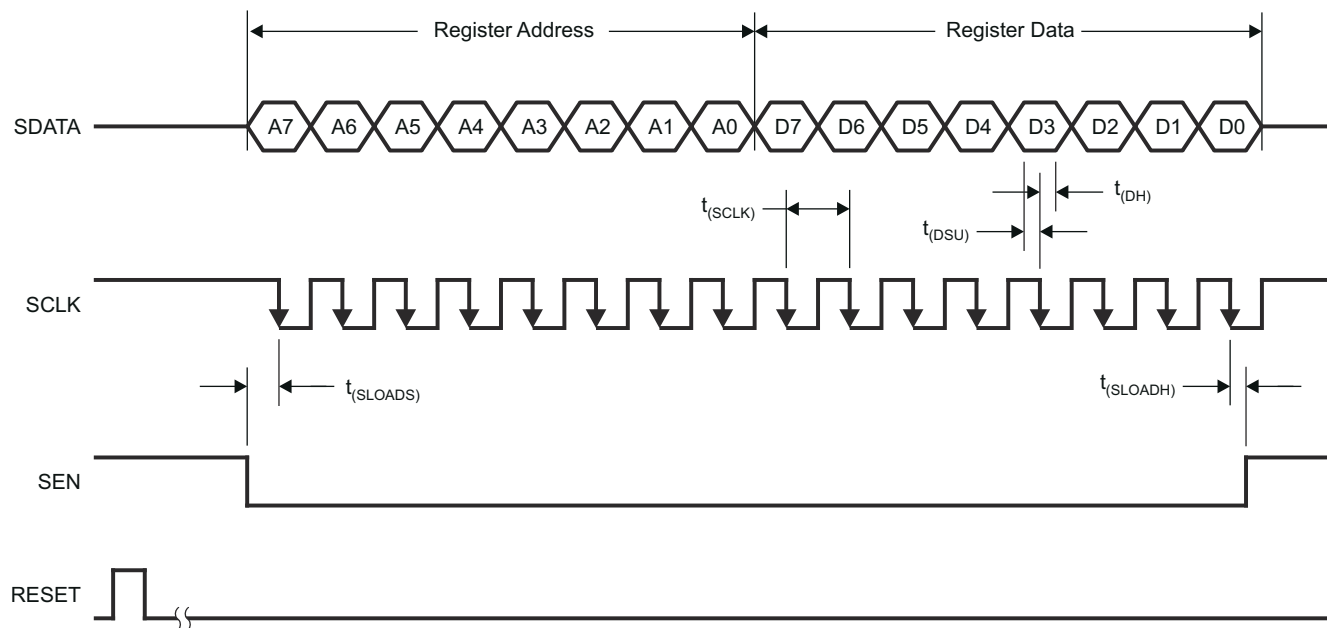 Register Address
Register Data
SDATA
A7 A6 A5 A4 A3 A2 A1 A0 D7 D6 D5 D4 D3 D2 D1 D0
t(SCLK)
t(DH)
t(DSU)
SCLK
t(SLOADS)
t(SLOADH)
SEN
RESET